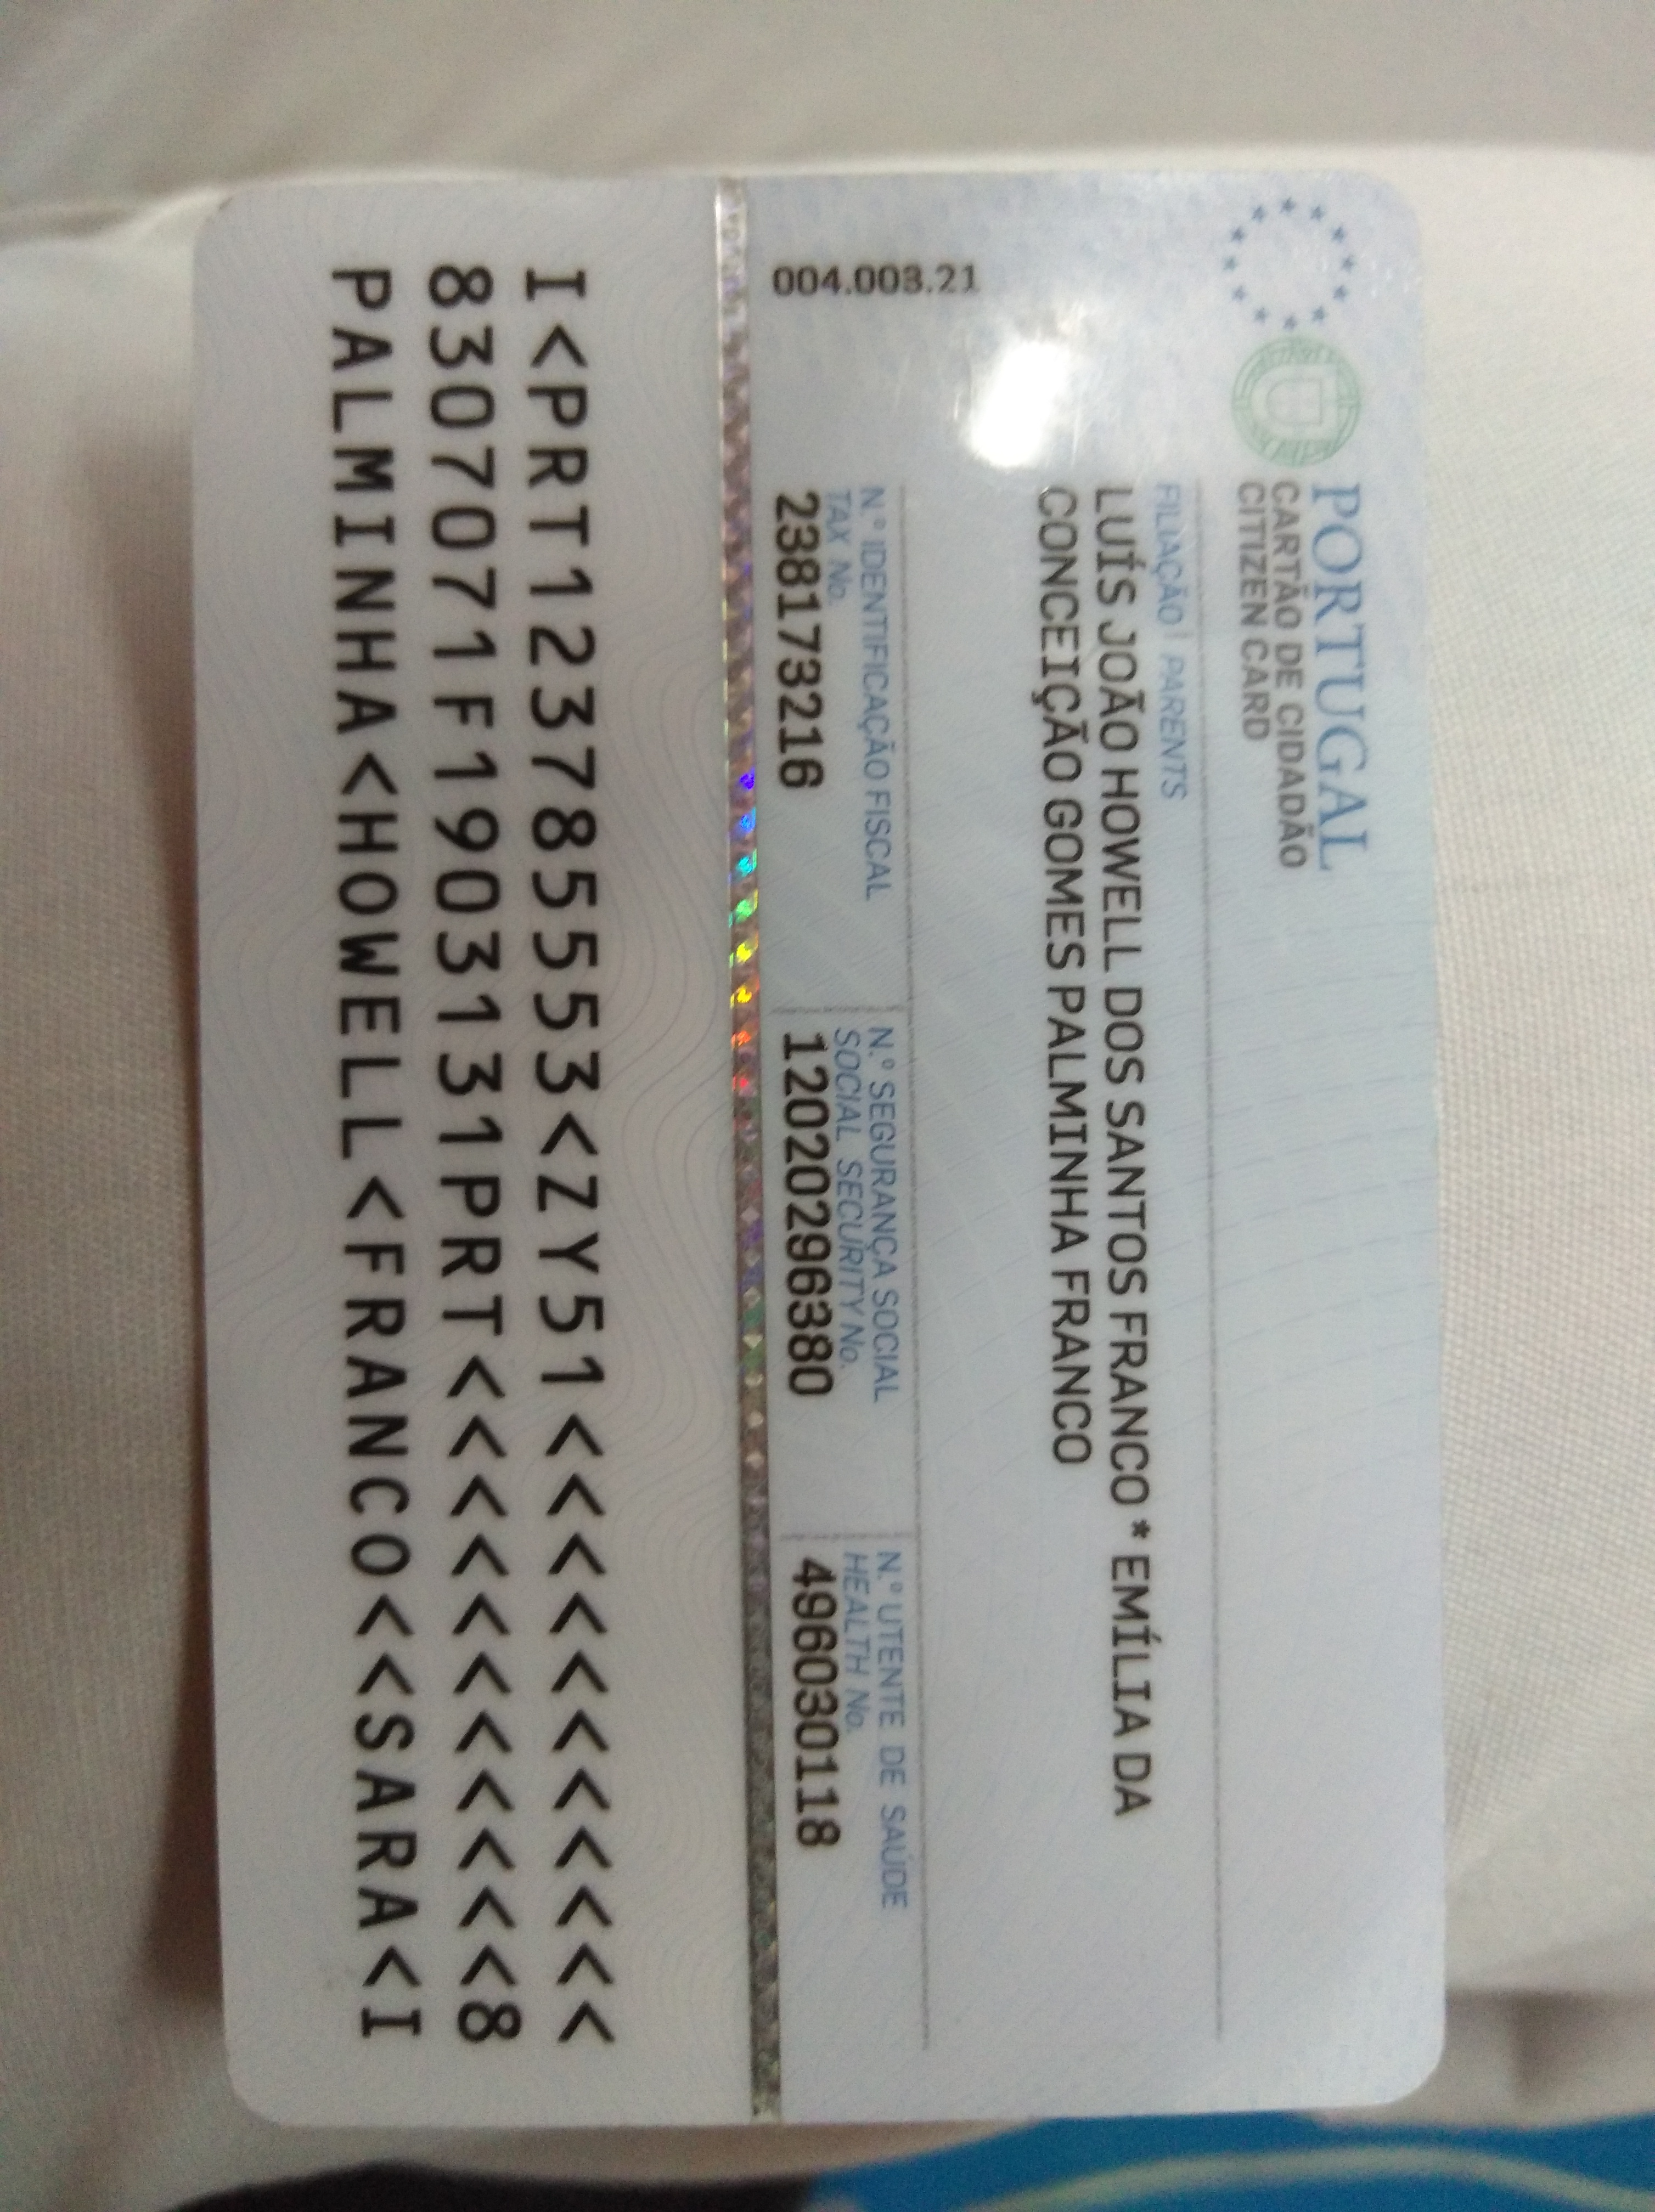 PORTUGAL
CARTÃO DE CIDADÃO
CITIZEN CARD
FILIAÇÃO | PARENTS
LUÍS JOÃO HOWELL DOS SANTOS FRANCO * EMÍLIA DA
CONCEIÇÃO GOMES PALMINHA FRANCO
N.º IDENTIFICAÇÃO FISCAL
TAX No.
238173216
N.º SEGURANÇA SOCIAL
SOCIAL SECURITY No.
12020296380
N.º UTENTE DE SAÚDE
HEALTH No.
496030118
004.003.21
I<PRT123785553<ZY51<<<<<<<<<<<
8307071F1903131PRT<<<<<<<<<<<8
PALMINHA<HOWELL<FRANCO<<SARA<I